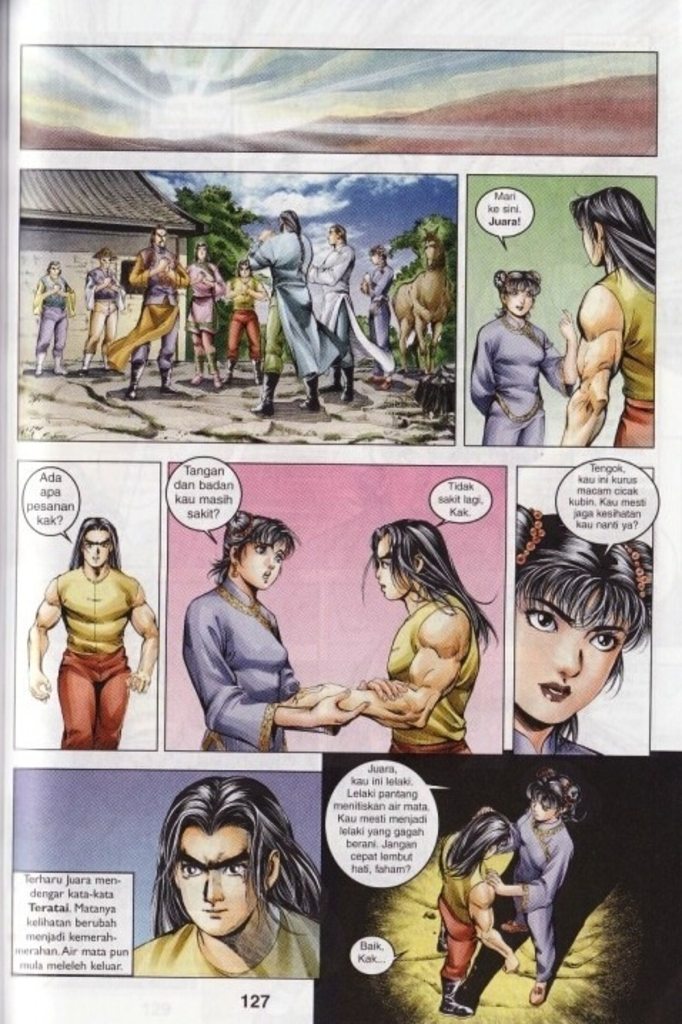 Mari
ke sini.
Juara!
Ada
apa
pesanan
kak?
Tangan
dan badan
kau masih
sakit?
Tidak
sakit lagi,
Kak.
Tengok,
kau ini kurus
macam cicak
kubin. Kau mesti
jaga kesihatan
kau nanti ya?
Terharu Juara men-
dengar kata-kata
Teratai. Matanya
kelihatan berubah
menjadi kemerah-
merahan. Air mata pun
mula meleleh keluar.
Juara,
kau ini lelaki.
Lelaki pantang
menitiskan air mata.
Kau mesti menjadi
lelaki yang gagah
berani. Jangan
cepat lembut
hati, faham?
Baik,
Kak...
127